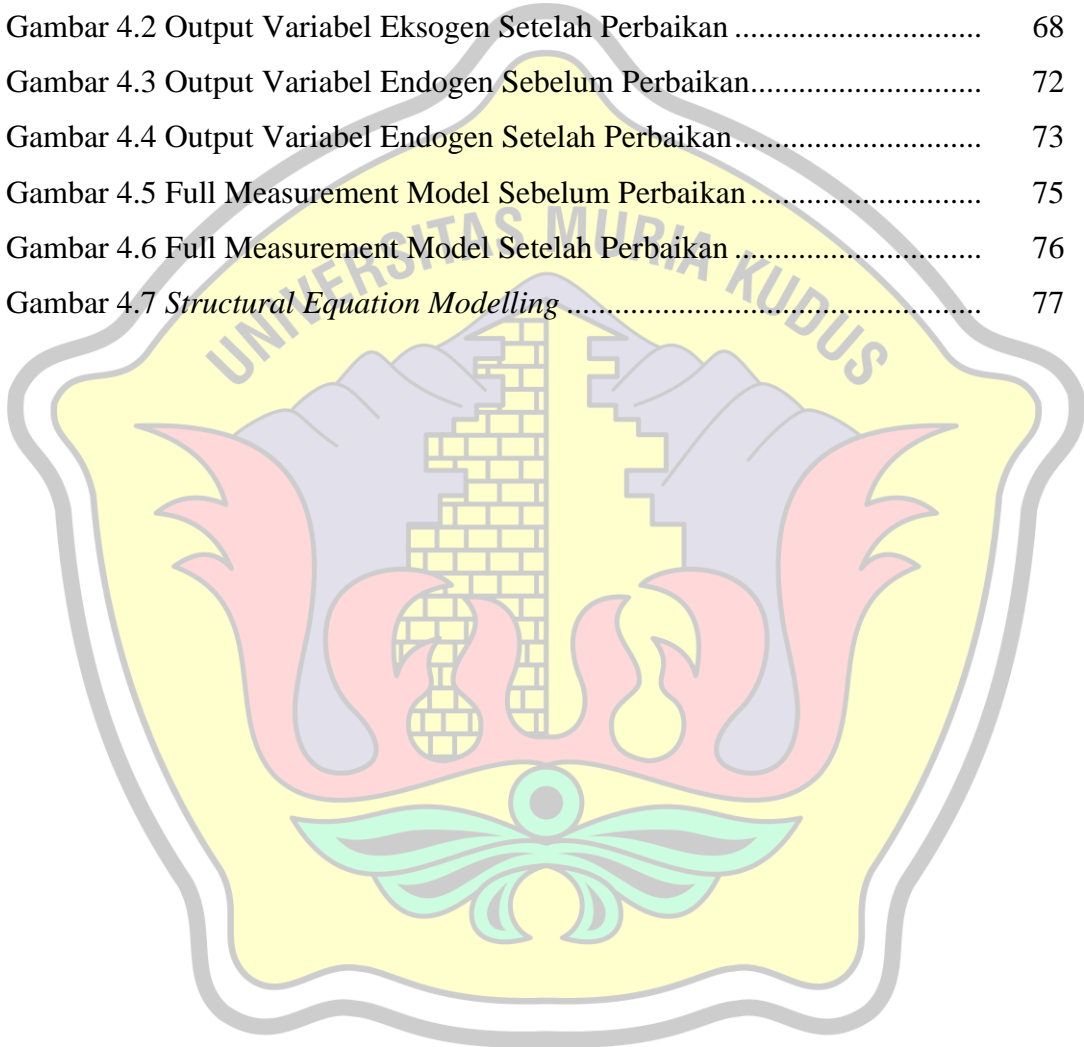 Gambar 4.2 Output Variabel Eksogen Setelah Perbaikan ............................. 68
Gambar 4.3 Output Variabel Endogen Sebelum Perbaikan........................... 72
Gambar 4.4 Output Variabel Endogen Setelah Perbaikan............................. 73
Gambar 4.5 Full Measurement Model Sebelum Perbaikan ........................... 75
Gambar 4.6 Full Measurement Model Setelah Perbaikan ............................. 76
Gambar 4.7 Structural Equation Modelling ................................................. 77
UNIVERSITAS MURIA KUDUS